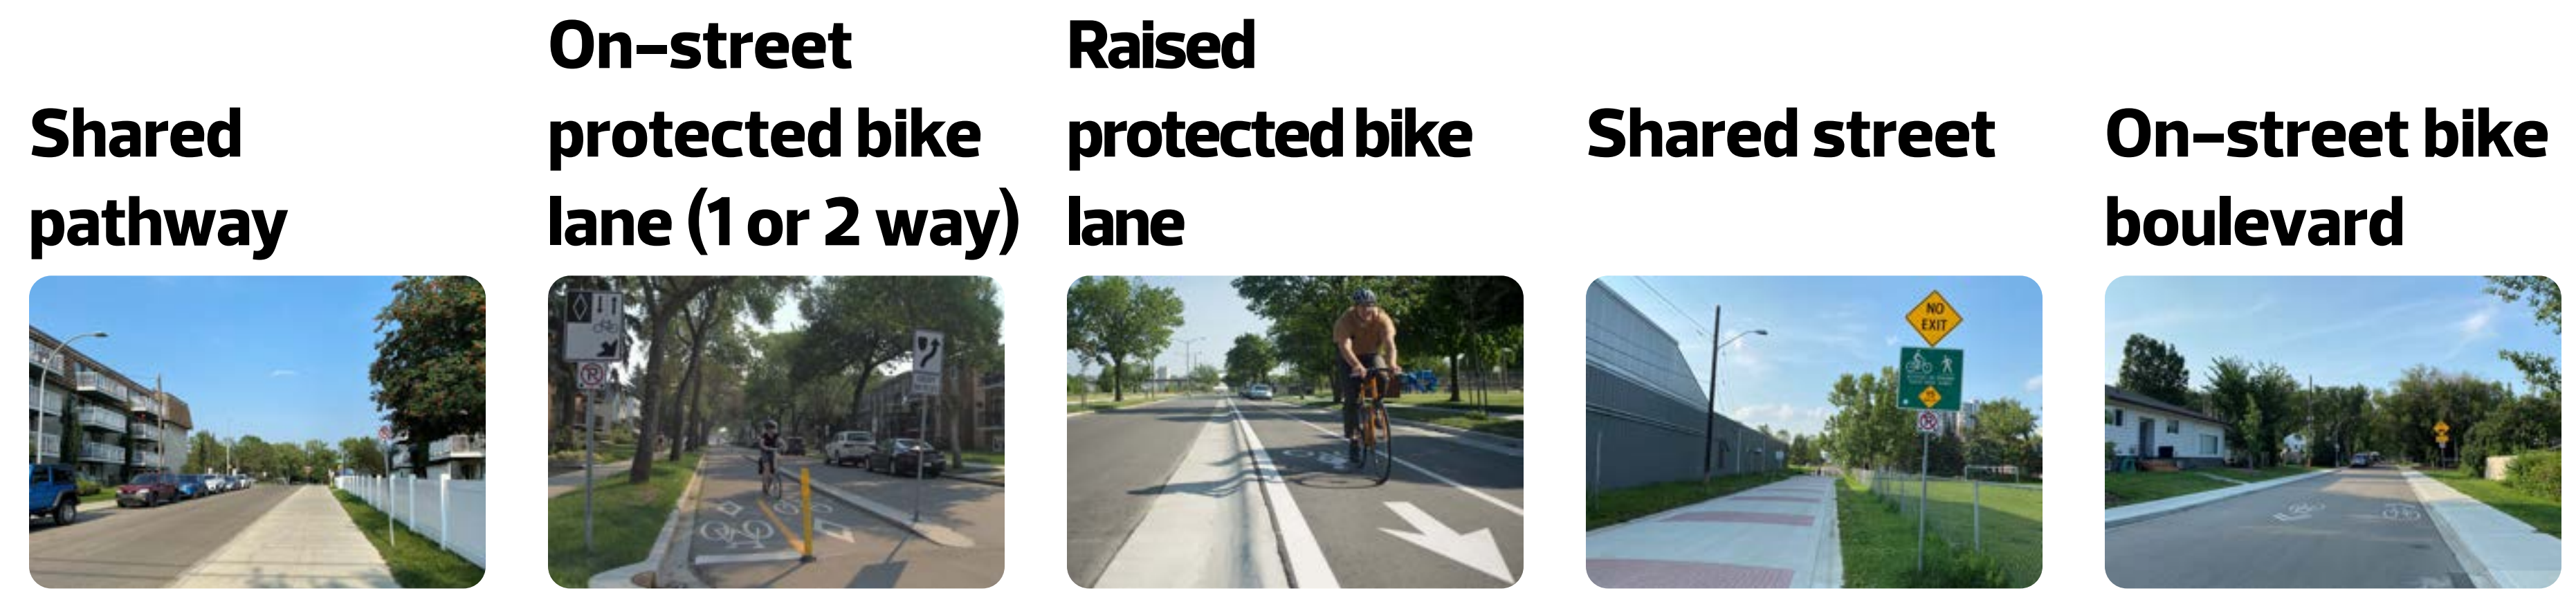 Shared
pathway
On-street
protected bike
lane (1 or 2 way)
Raised
protected bike
lane
Shared street
On-street bike
boulevard
NO
EXIT